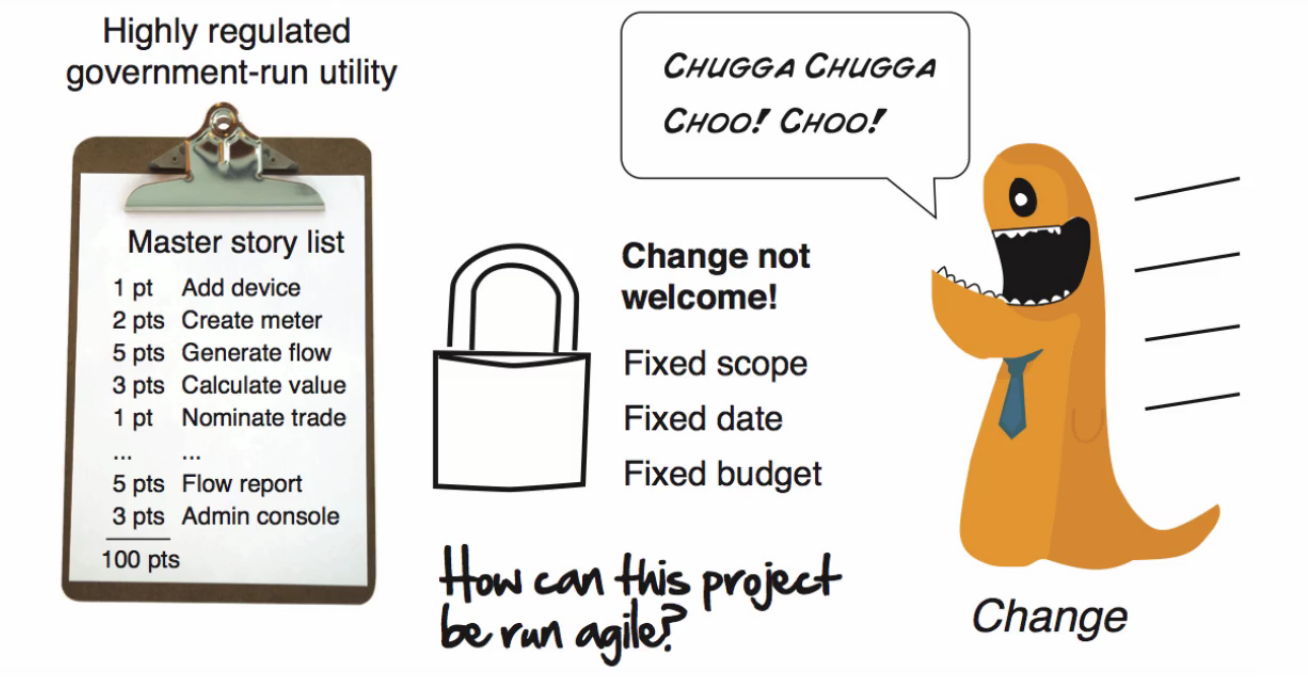 Highly regulated
government-run utility
Master story list
1 pt Add device
2 pts Create meter
5 pts Generate flow
3 pts Calculate value
1 pt Nominate trade
... ...
5 pts Flow report
3 pts Admin console
100 pts
CHUGGA CHUGGA
CHOO! CHOO!
Change not
welcome!
Fixed scope
Fixed date
Fixed budget
How can this project
be run agile?
Change